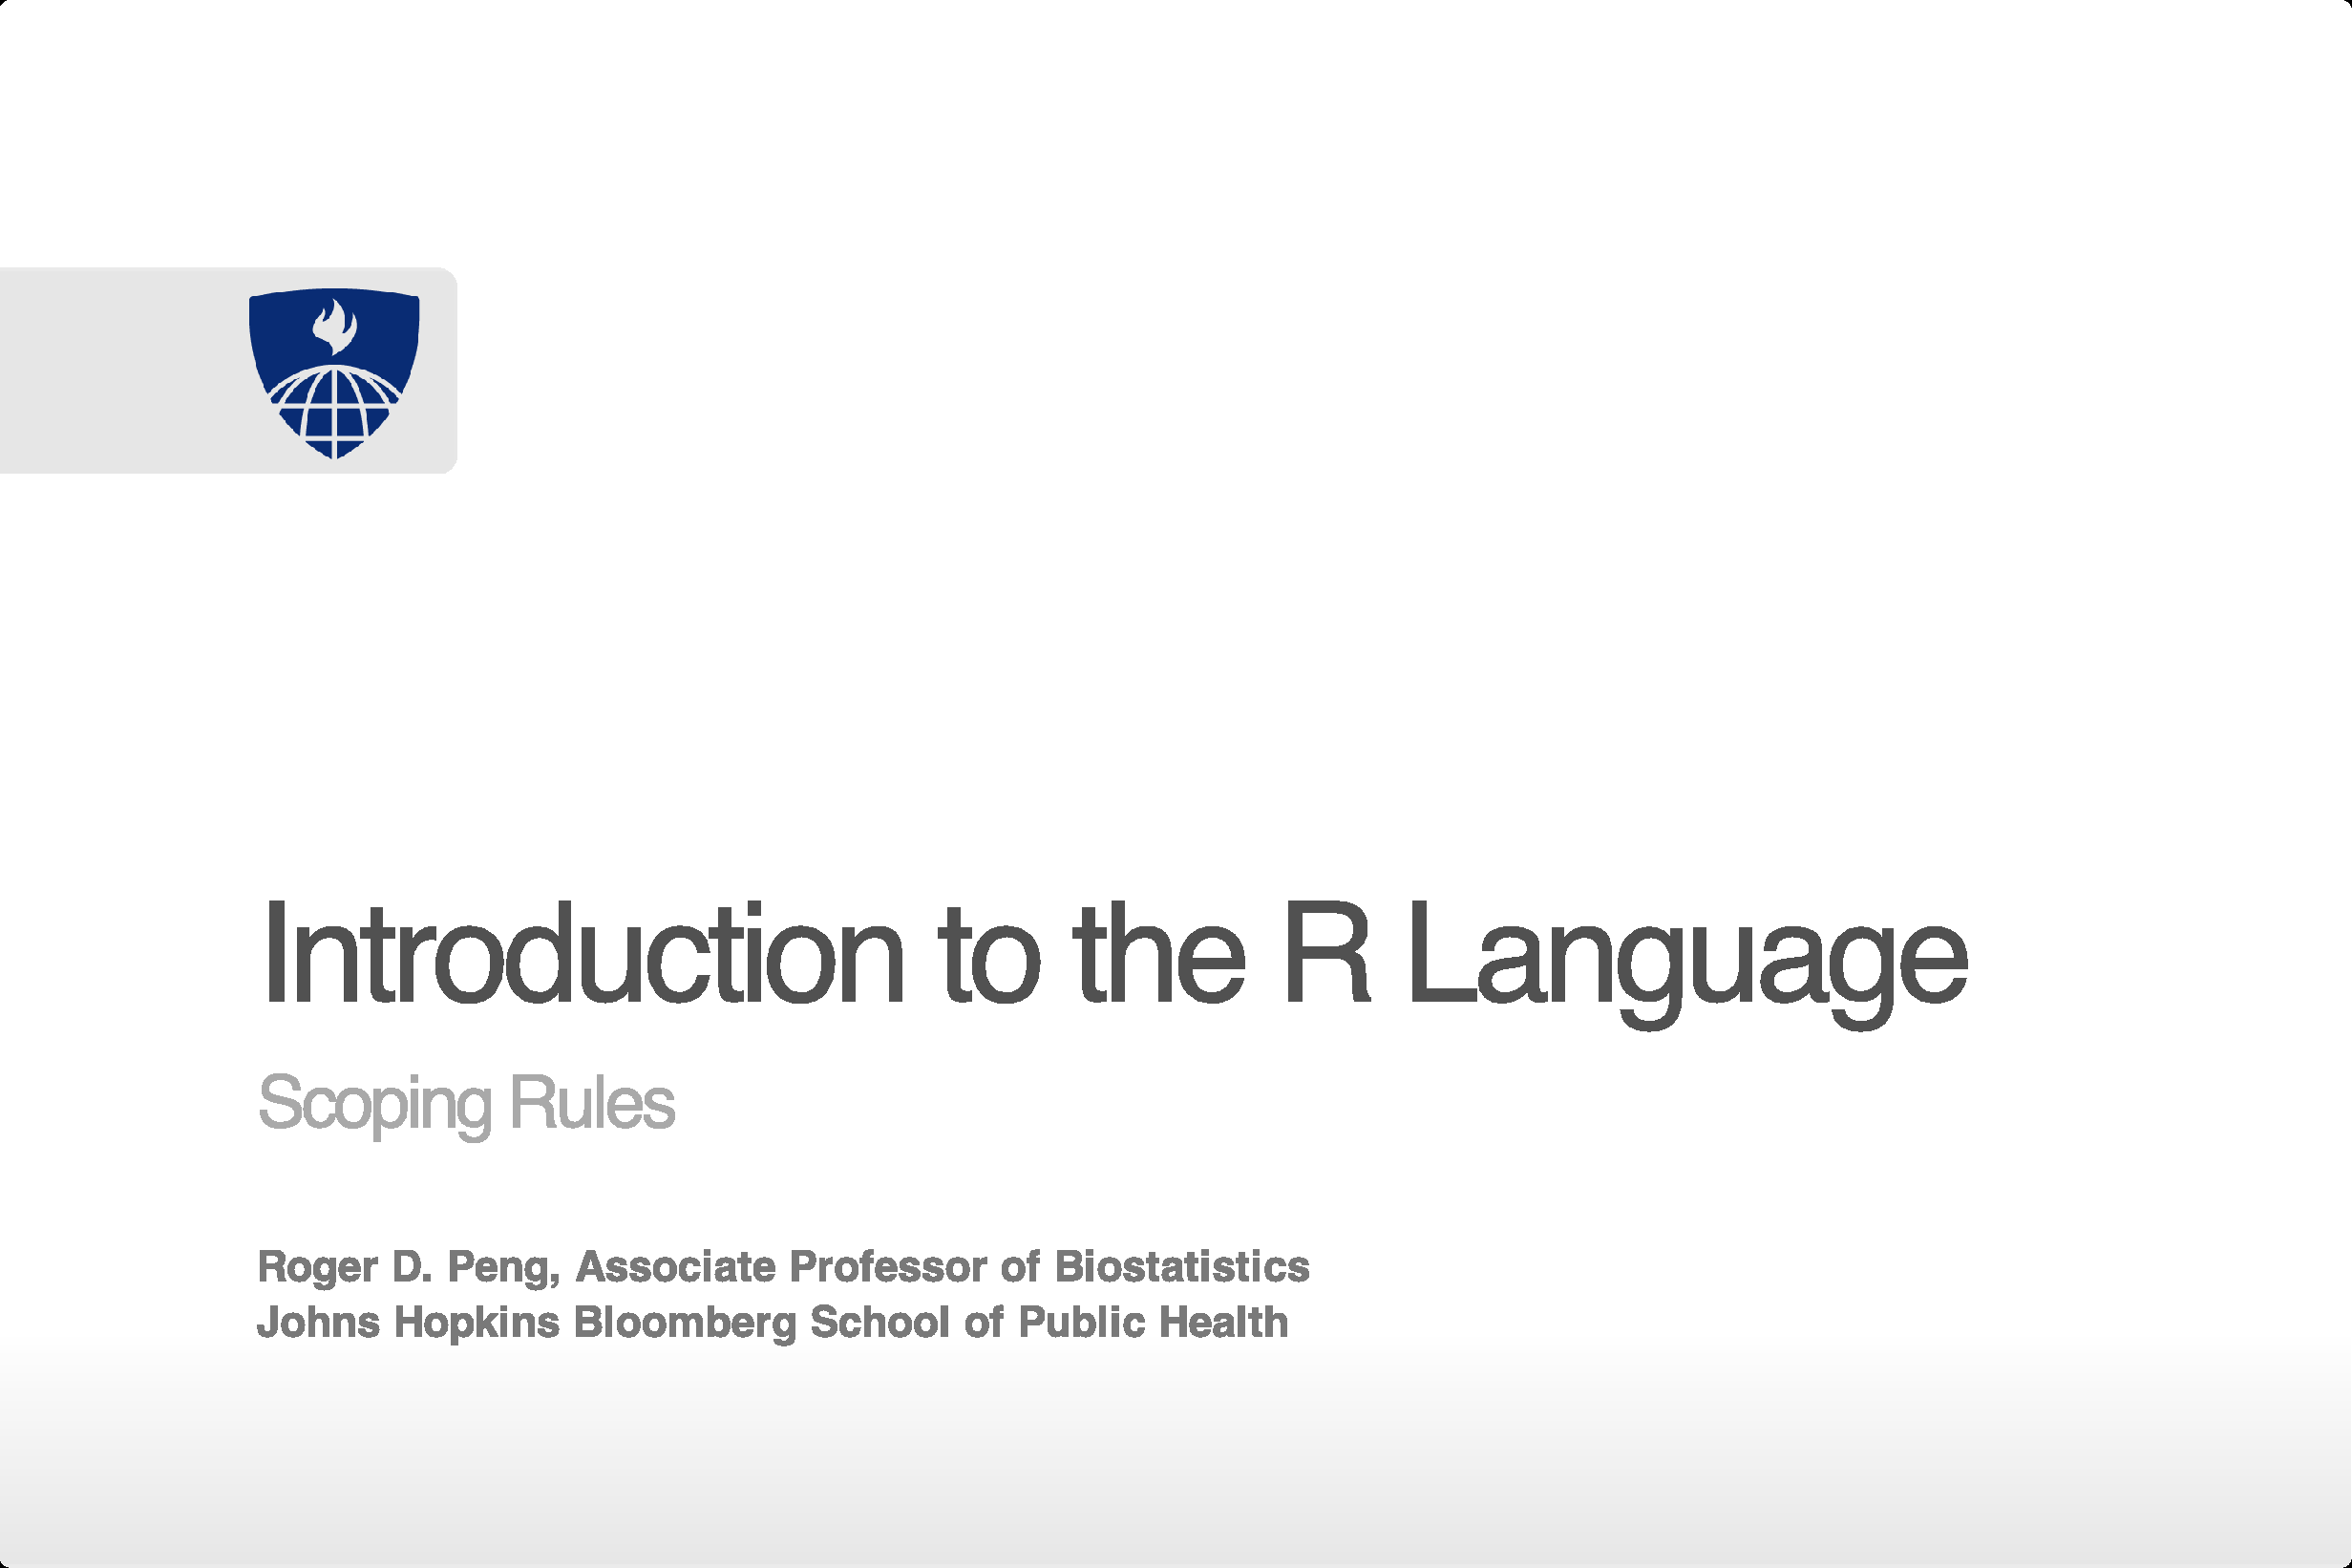 Introduction to the R Language
Scoping Rules
Roger D. Peng, Associate Professor of Biostatistics
Johns Hopkins Bloomberg School of Public Health